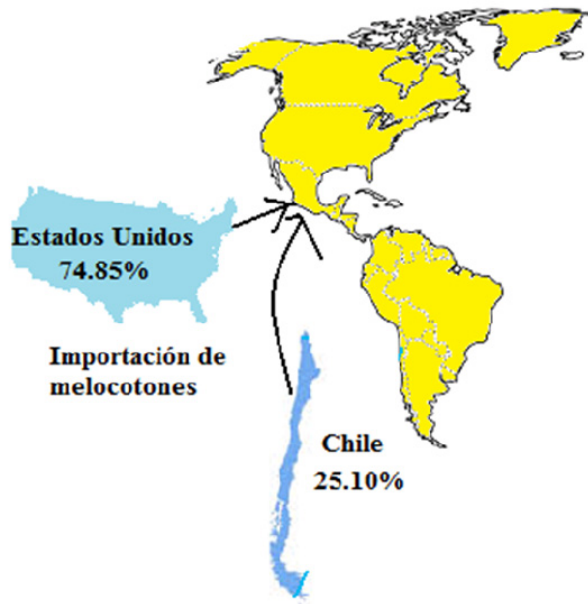 Estados Unidos
74.85%
Importación de
melocotones
Chile
25.10%